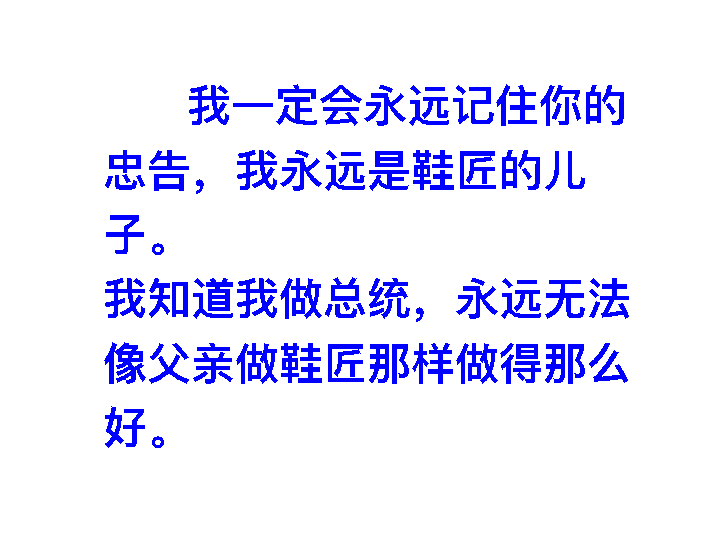 我一定会永远记住你的
忠告，我永远是鞋匠的儿
子。
我知道我做总统，永远无法
像父亲做鞋匠那样做得那么
好。